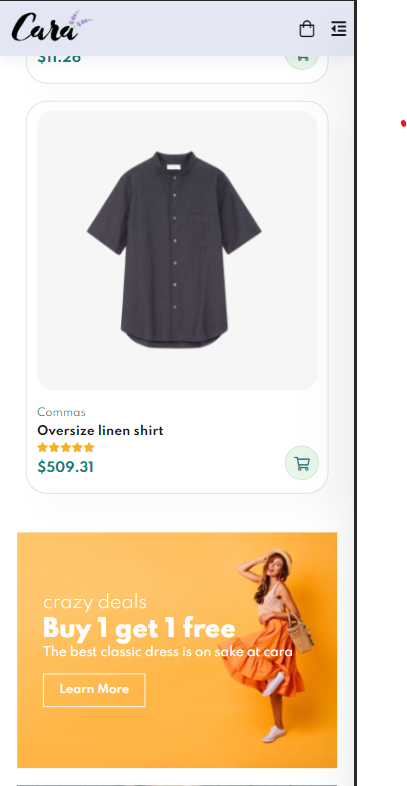 Cara
$11.26
Commas
Oversize linen shirt
$509.31
crazy deals
Buy 1 get 1 free
The best classic dress is on sake at cara
Learn More